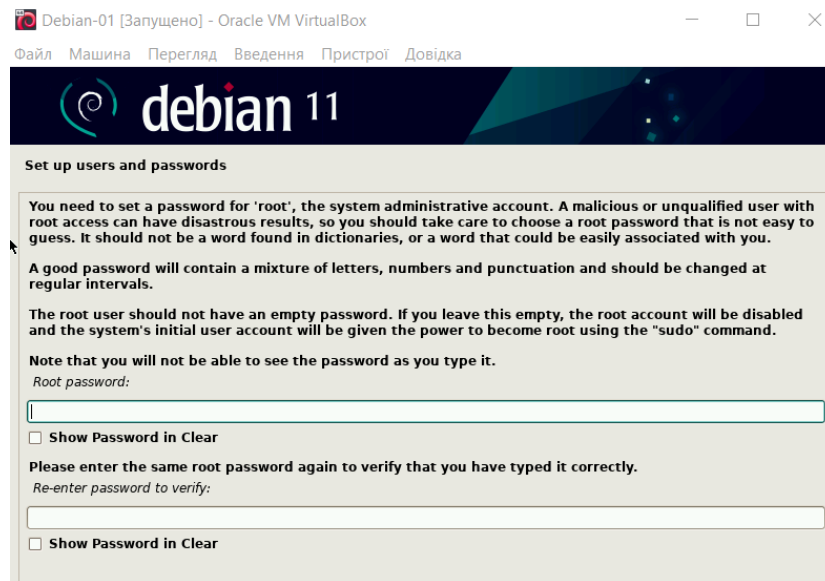 Debian-01 [Запущено] - Oracle VM VirtualBox
Файл Машина Перегляд Введення Пристрої Довідка
debian 11
Set up users and passwords
You need to set a password for 'root', the system administrative account. A malicious or unqualified user with
root access can have disastrous results, so you should take care to choose a root password that is not easy to
guess. It should not be a word found in dictionaries, or a word that could be easily associated with you.
A good password will contain a mixture of letters, numbers and punctuation and should be changed at
regular intervals.
The root user should not have an empty password. If you leave this empty, the root account will be disabled
and the system's initial user account will be given the power to become root using the "sudo" command.
Note that you will not be able to see the password as you type it.
Root password:
Show Password in Clear
Please enter the same root password again to verify that you have typed it correctly.
Re-enter password to verify:
Show Password in Clear